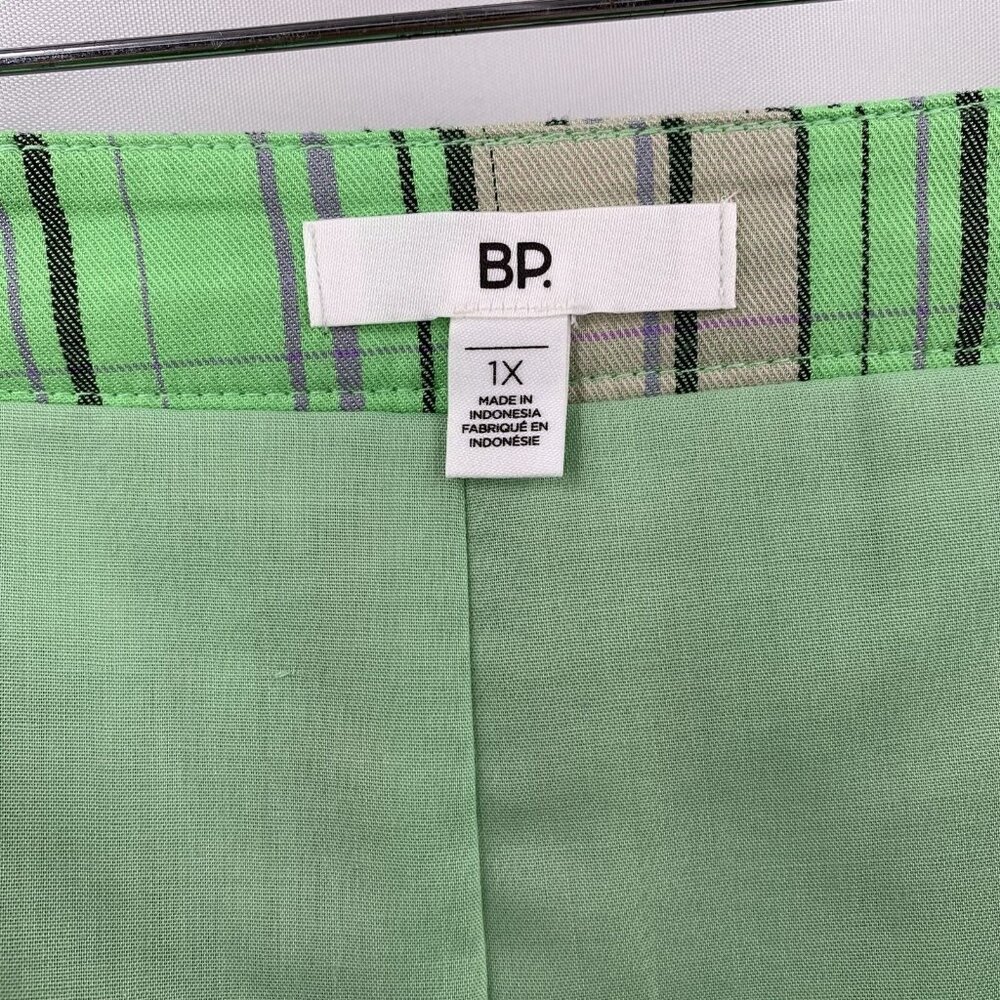 BP.
1X
MADE IN
INDONESIA
FABRIQUÉ EN
INDONÉSIE